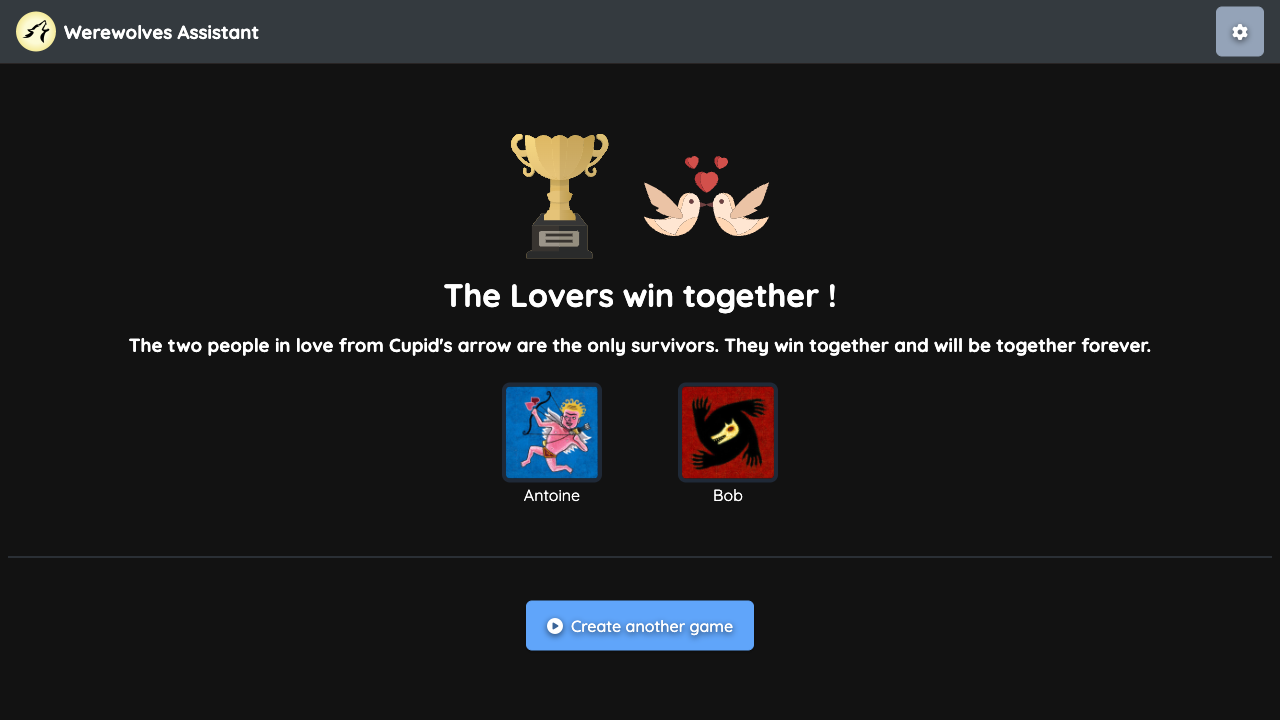 Werewolves Assistant
The Lovers win together !
The two people in love from Cupid's arrow are the only survivors. They win together and will be together forever.
Antoine
Bob
Create another game